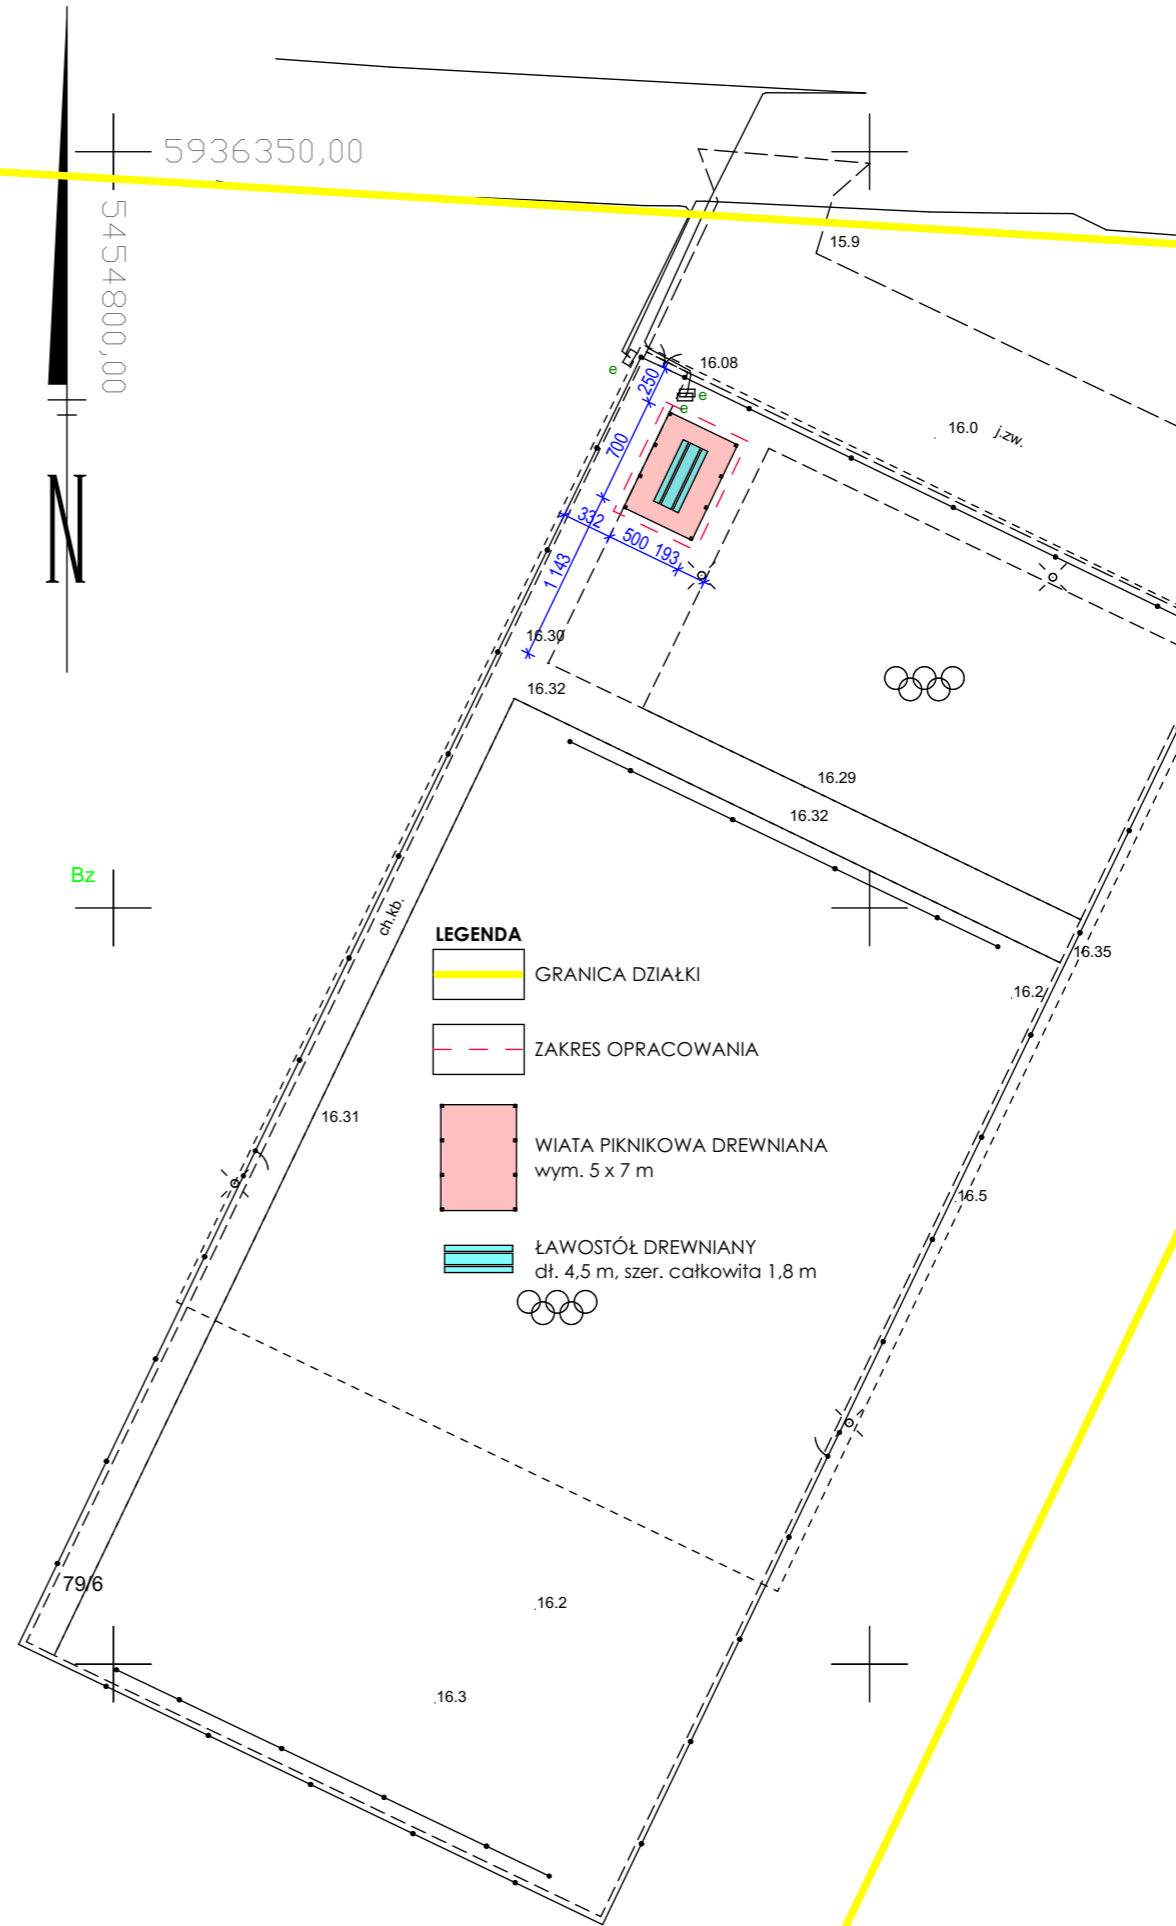 5936350,00
5454800,00
15.9
16.08
e
e
e
250
16.0 j.zw.
700
332
500 193
1 143
N
16.30
16.32
16.29
16.32
Bz
ch.kb.
LEGENDA
16.35
GRANICA DZIAŁKI
16.2
ZAKRES OPRACOWANIA
16.31
WIATA PIKNIKOWA DREWNIANA
wym. 5 x 7 m
16.5
ŁAWOSTÓŁ DREWNIANY
dł. 4,5 m, szer. całkowita 1,8 m
79/6
16.2
16.3